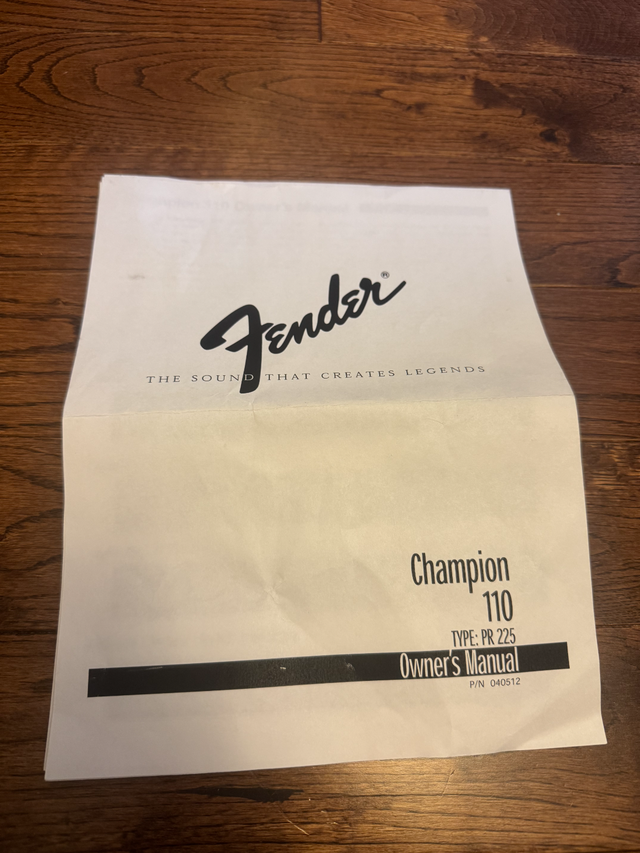 Fender®
THE SOUND THAT CREATES LEGENDS
Champion
110
TYPE: PR 225
Owner's Manual
P/N 040512